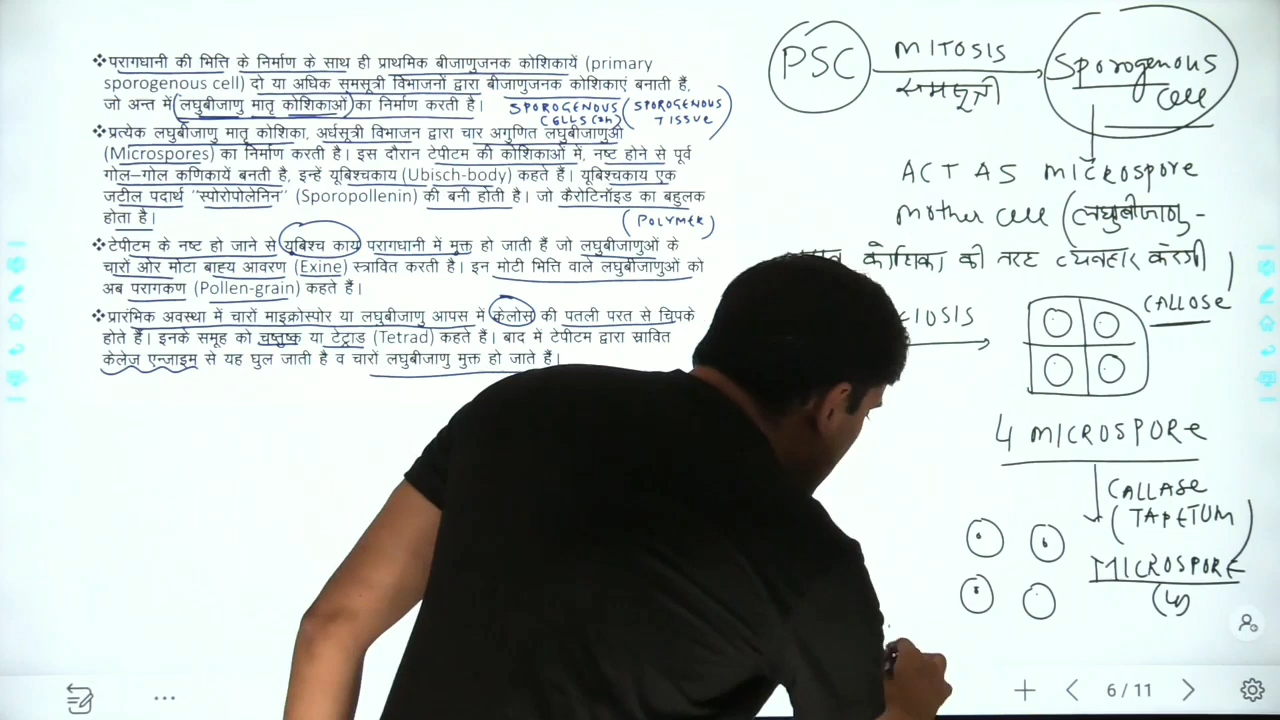 ❖परागधानी की भित्ति के निर्माण के साथ ही प्राथमिक बीजाणुजनक कोशिकायें (primary
sporogenous cell) दो या अधिक समसूत्री विभाजनों द्वारा बीजाणुजनक कोशिकाएं बनाती हैं,
जो अन्त में लघुबीजाणु मातृ कोशिकाओं का निर्माण करती है।
SPOROGENOUS CELLS (2n)
(SPOROGENOUS TISSUE)
❖प्रत्येक लघुबीजाणु मातृ कोशिका, अर्धसूत्री विभाजन द्वारा चार अगुणित लघुबीजाणुओं
(Microspores) का निर्माण करती है। इस दौरान टेपीटम की कोशिकाओं में, नष्ट होने से पूर्व
गोल–गोल कणिकायें बनती है, इन्हें यूबिश्चकाय (Ubisch-body) कहते हैं। यूबिश्चकाय एक
जटील पदार्थ "स्पोरोपोलेनिन" (Sporopollenin) की बनी होती है। जो कैरोटिनॉइड का बहुलक
होता है।
(POLYMER)
❖टेपीटम के नष्ट हो जाने से यूबिश्च काय परागधानी में मुक्त हो जाती हैं जो लघुबीजाणुओं के
चारों ओर मोटा बाह्य आवरण (Exine) स्त्रावित करती है। इन मोटी भित्ति वाले लघुबीजाणुओं को
अब परागकण (Pollen-grain) कहते हैं।
❖प्रारंभिक अवस्था में चारों माइक्रोस्पोर या लघुबीजाणु आपस में केलोस की पतली परत से चिपके
होते हैं। इनके समूह को चतुष्क या टेट्राड (Tetrad) कहते हैं। बाद में टेपीटम द्वारा स्रावित
केलेज एन्जाइम से यह घुल जाती है व चारों लघुबीजाणु मुक्त हो जाते हैं।
PSC
MITOSIS
समसूत्री
Sporogenous
cell
ACT AS MICROSPORE
MOTHER CELL (लघुबीजाणु-
कोशिका की तरह व्यवहार करेगी)
IOSIS
CALLOSE
4 MICROSPORE
CALLASE
(TAPETUM)
MICROSPORE
(4)
6/11